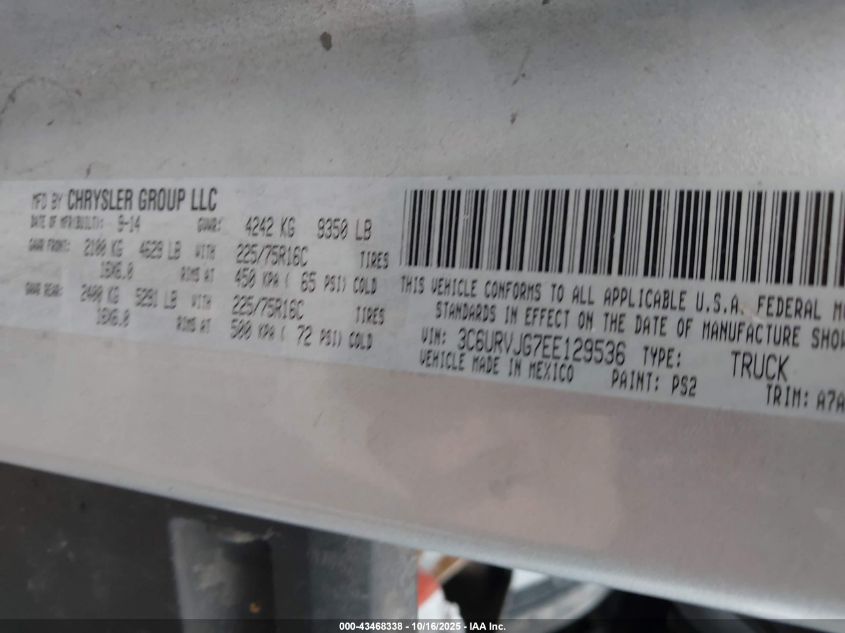 MFD BY CHRYSLER GROUP LLC
DATE OF MFR(BUILT): 9-14 GVWR: 4242 KG 9350 LB
GAWR FRONT: 2100 KG 4629 LB WITH 225/75R16C TIRES
16X6.0 RIMS AT 450 KPA ( 65 PSI) COLD
GAWR REAR: 2400 KG 5291 LB WITH 225/75R16C TIRES
16X6.0 RIMS AT 500 KPA ( 72 PSI) COLD
THIS VEHICLE CONFORMS TO ALL APPLICABLE U.S.A. FEDERAL M
STANDARDS IN EFFECT ON THE DATE OF MANUFACTURE SHOW
VIN: 3C6URVJG7EE129536 TYPE: TRUCK
VEHICLE MADE IN MEXICO PAINT: PS2 TRIM: A7A
000-43468338 - 10/16/2025 - IAA Inc.